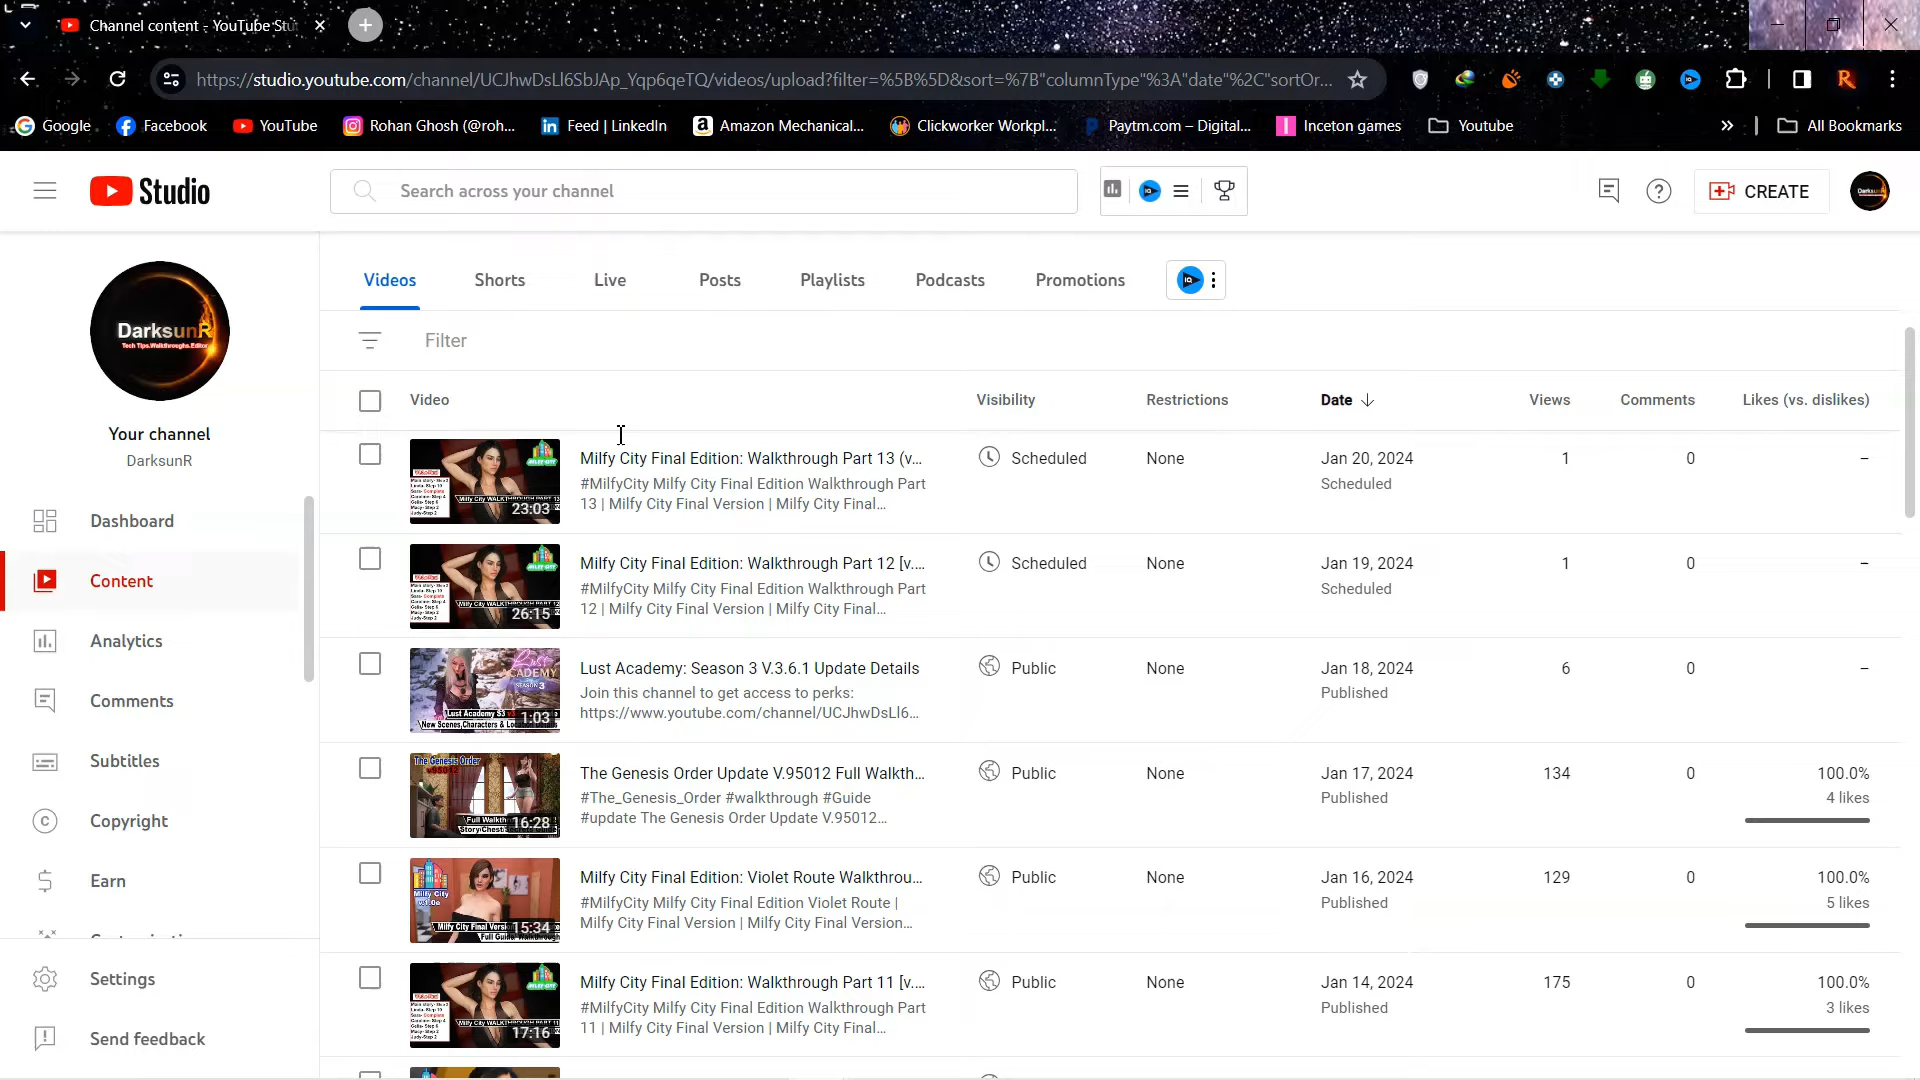 Channel content - YouTube Stu
https://studio.youtube.com/channel/UCJhwDsLl6SbJAp_Yqp6qeTQ/videos/upload?filter=%5B%5D&sort=%7B"columnType"%3A"date"%2C"sortOr...
Google Facebook YouTube Rohan Ghosh (@roh... Feed | LinkedIn Amazon Mechanical... Clickworker Workpl... Paytm.com – Digital... Inceton games Youtube » All Bookmarks
Studio
Search across your channel
CREATE
DarksunR
Tech Tips.Walkthroughs.Editor
Your channel
DarksunR
Dashboard
Content
Analytics
Comments
Subtitles
Copyright
Earn
Settings
Send feedback
Videos Shorts Live Posts Playlists Podcasts Promotions
Filter
Video Visibility Restrictions Date Views Comments Likes (vs. dislikes)
23:03
Milfy City Final Edition: Walkthrough Part 13 (v... Scheduled None Jan 20, 2024 1 0 –
#MilfyCity Milfy City Final Edition Walkthrough Part Scheduled
13 | Milfy City Final Version | Milfy City Final...
26:15
Milfy City Final Edition: Walkthrough Part 12 [v.... Scheduled None Jan 19, 2024 1 0 –
#MilfyCity Milfy City Final Edition Walkthrough Part Scheduled
12 | Milfy City Final Version | Milfy City Final...
1:03
Lust Academy: Season 3 V.3.6.1 Update Details Public None Jan 18, 2024 6 0 –
Join this channel to get access to perks: Published
https://www.youtube.com/channel/UCJhwDsLl6...
The Genesis Order
v95012
16:28
The Genesis Order Update V.95012 Full Walkth... Public None Jan 17, 2024 134 0 100.0%
#The_Genesis_Order #walkthrough #Guide Published 4 likes
#update The Genesis Order Update V.95012...
Milfy City
v.1.0e
15:34
Milfy City Final Edition: Violet Route Walkthrou... Public None Jan 16, 2024 129 0 100.0%
#MilfyCity Milfy City Final Edition Violet Route | Published 5 likes
Milfy City Final Version | Milfy City Final Version...
17:16
Milfy City Final Edition: Walkthrough Part 11 [v.... Public None Jan 14, 2024 175 0 100.0%
#MilfyCity Milfy City Final Edition Walkthrough Part Published 3 likes
11 | Milfy City Final Version | Milfy City Final...